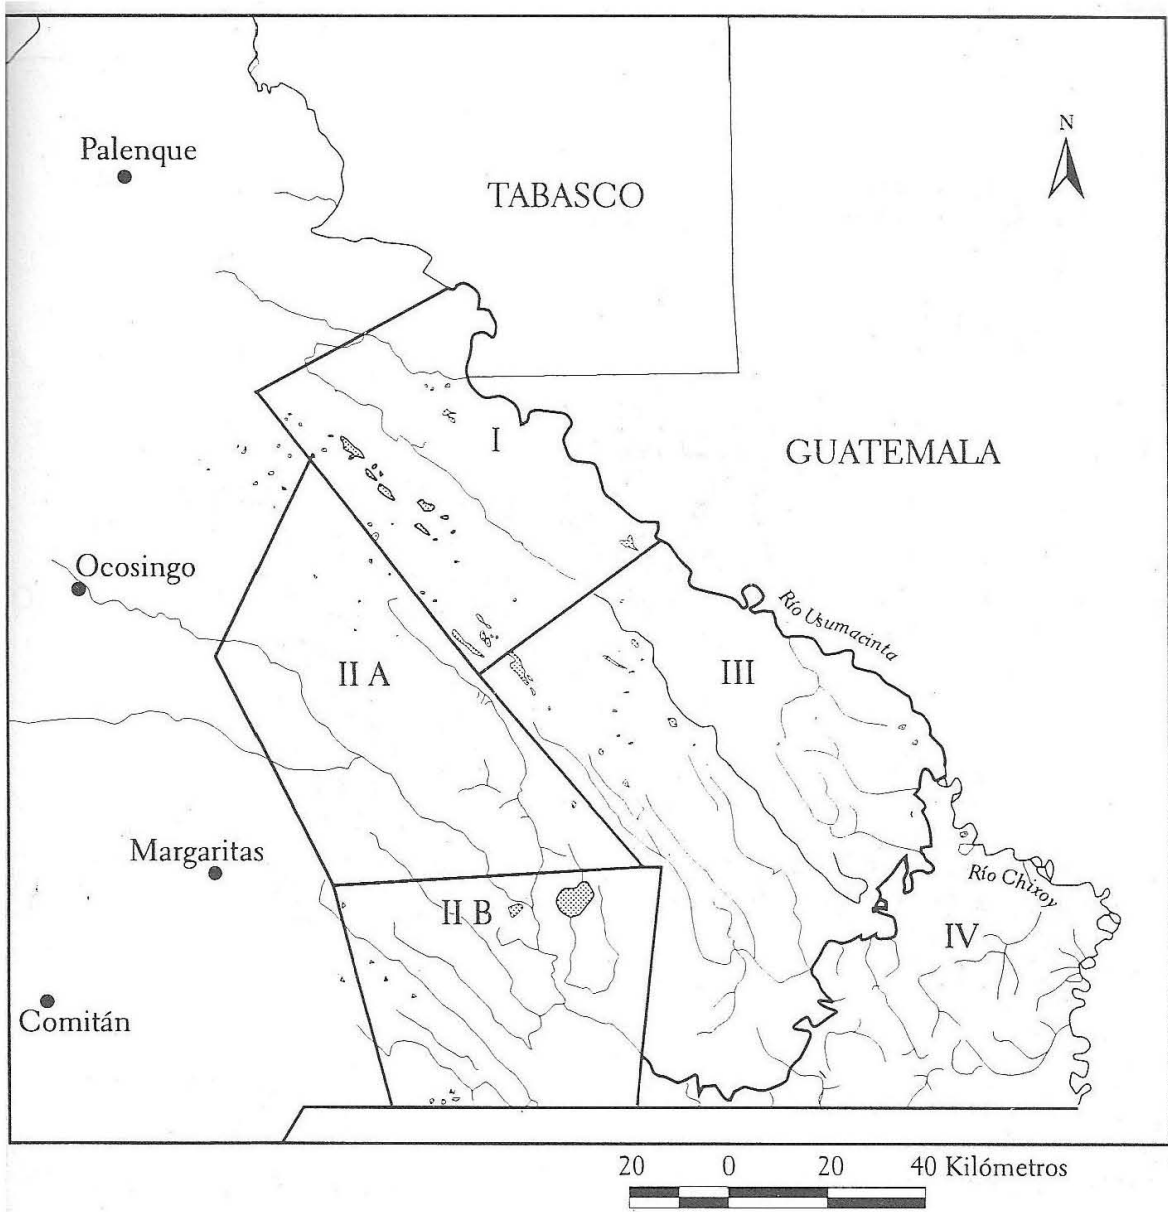 N
Palenque
TABASCO
I
GUATEMALA
Ocosingo
Río Usumacinta
II A
III
Margaritas
Río Chixoy
II B
IV
Comitán
20 0 20 40 Kilómetros